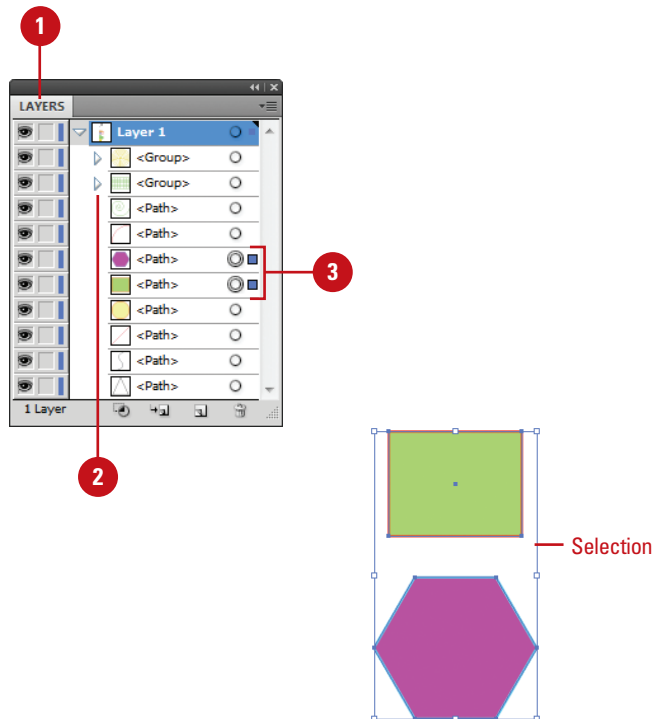 1
LAYERS
Layer 1
<Group>
<Group>
<Path>
<Path>
<Path>
3
<Path>
<Path>
<Path>
<Path>
<Path>
1 Layer
2
Selection